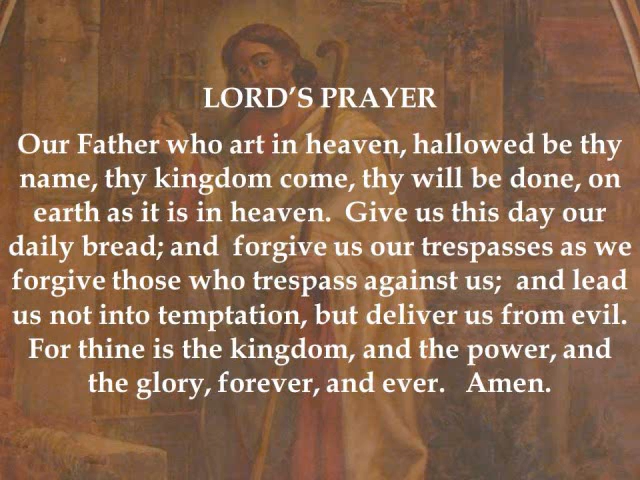 LORD’S PRAYER
Our Father who art in heaven, hallowed be thy
name, thy kingdom come, thy will be done, on
earth as it is in heaven.  Give us this day our
daily bread; and  forgive us our trespasses as we
forgive those who trespass against us;  and lead
us not into temptation, but deliver us from evil.
For thine is the kingdom, and the power, and
the glory, forever, and ever.   Amen.